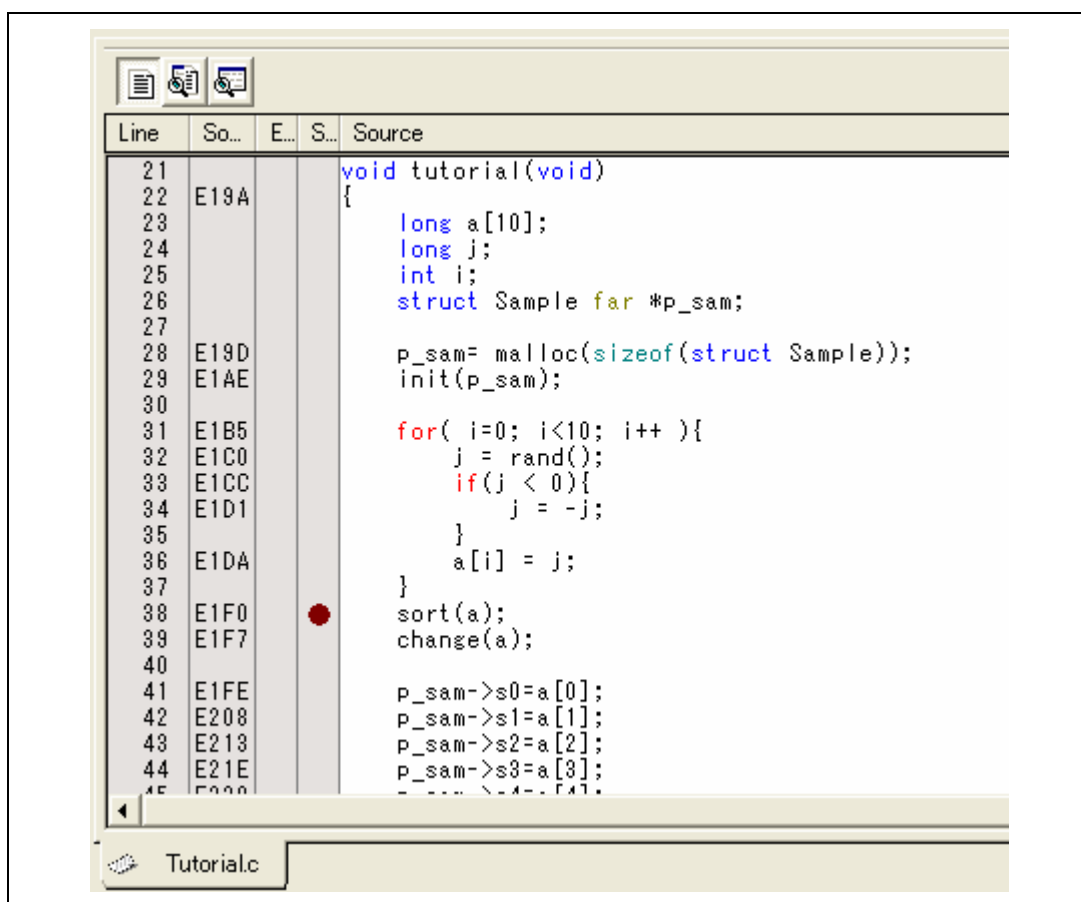 Line So... E... S... Source
21 void tutorial(void)
22 E19A {
23 long a[10];
24 long j;
25 int i;
26 struct Sample far *p_sam;
27
28 E19D p_sam= malloc(sizeof(struct Sample));
29 E1AE init(p_sam);
30
31 E1B5 for( i=0; i<10; i++ ){
32 E1C0 j = rand();
33 E1CC if(j < 0){
34 E1D1 j = -j;
35 }
36 E1DA a[i] = j;
37 }
38 E1F0 sort(a);
39 E1F7 change(a);
40
41 E1FE p_sam->s0=a[0];
42 E208 p_sam->s1=a[1];
43 E213 p_sam->s2=a[2];
44 E21E p_sam->s3=a[3];
Tutorial.c